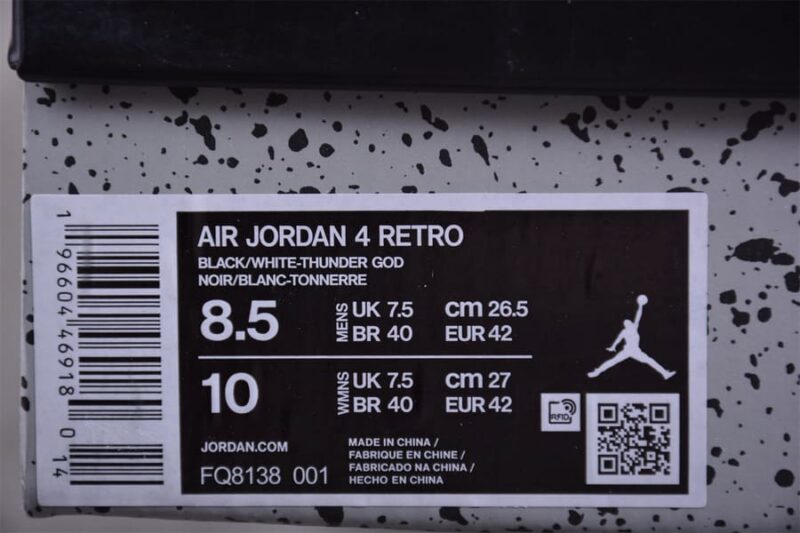 AIR JORDAN 4 RETRO
BLACK/WHITE-THUNDER GOD
NOIR/BLANC-TONNERRE
8.5 MENS UK 7.5 cm 26.5
BR 40 EUR 42
10 WMNS UK 7.5 cm 27
BR 40 EUR 42
JORDAN.COM
FQ8138 001
MADE IN CHINA /
FABRIQUE EN CHINE /
FABRICADO NA CHINA /
HECHO EN CHINA
RFID
1 96604 46918 0 14